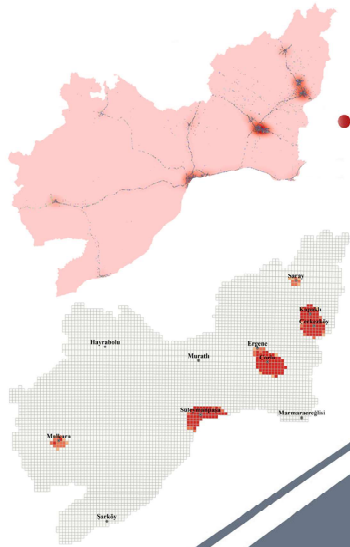 Saray
Kapaklı
Çerkezköy
Hayrabolu
Ergene
Muratlı
Çorlu
Süleymanpaşa
Marmaraereğlisi
Malkara
Şarköy